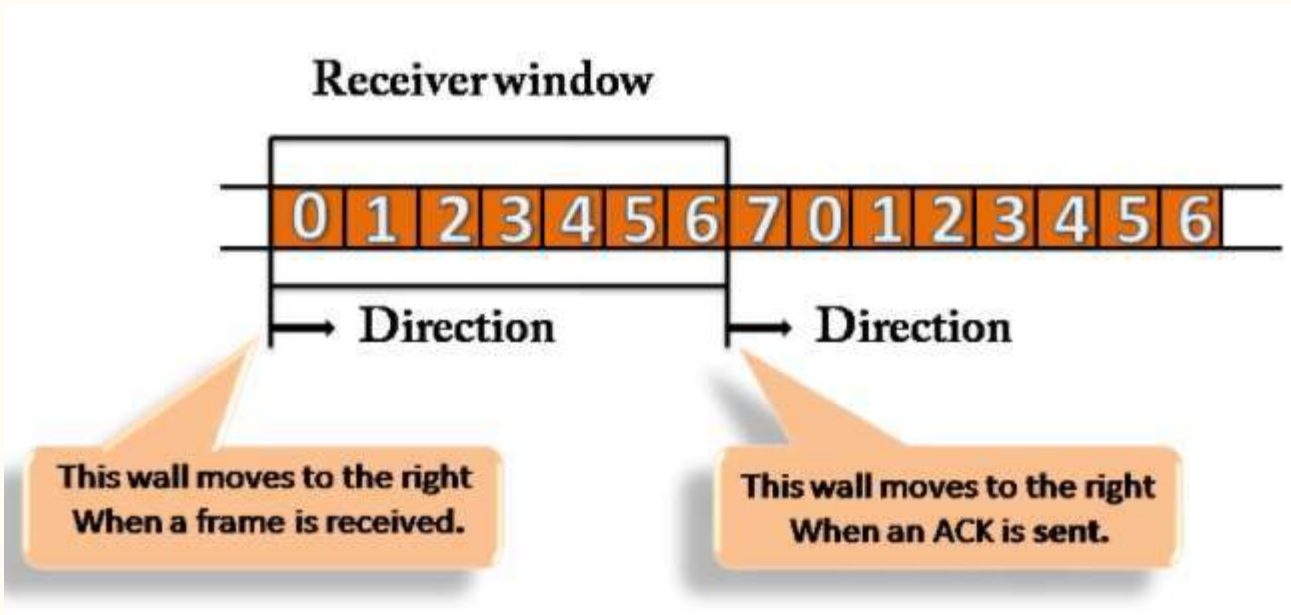 Receiver window
0 1 2 3 4 5 6 7 0 1 2 3 4 5 6
Direction
Direction
This wall moves to the right
When a frame is received.
This wall moves to the right
When an ACK is sent.